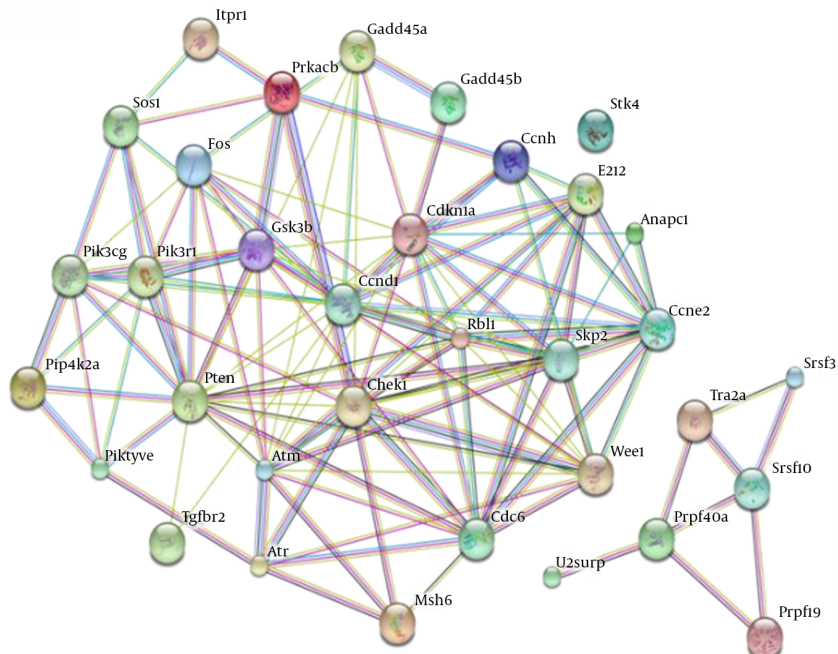 Itpr1
Gadd45a
Prkacb
Gadd45b
Sos1
Stk4
Fos
Ccnh
E212
Cdkn1a
Anapc1
Gsk3b
Pik3cg
Pik3r1
Ccnd1
Ccne2
Rbl1
Skp2
Srsf3
Pip4k2a
Pten
Chek1
Tra2a
Piktyve
Atm
Wee1
Srsf10
Tgfbr2
Cdc6
Prpf40a
Atr
U2surp
Msh6
Prpf19